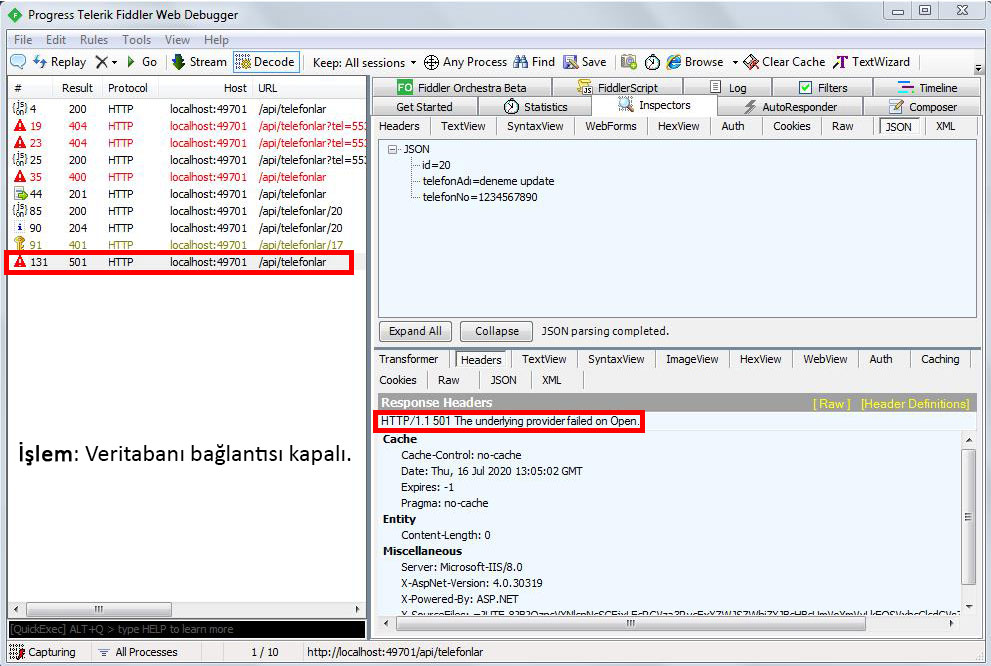 Progress Telerik Fiddler Web Debugger
File Edit Rules Tools View Help
Replay Go Stream Decode Keep: All sessions Any Process Find Save Browse Clear Cache TextWizard
# Result Protocol Host URL
4 200 HTTP localhost:49701 /api/telefonlar
19 404 HTTP localhost:49701 /api/telefonlar?tel=553
23 404 HTTP localhost:49701 /api/telefonlar?tel=553
25 200 HTTP localhost:49701 /api/telefonlar?tel=553
35 400 HTTP localhost:49701 /api/telefonlar
44 201 HTTP localhost:49701 /api/telefonlar
85 200 HTTP localhost:49701 /api/telefonlar/20
90 204 HTTP localhost:49701 /api/telefonlar/20
91 401 HTTP localhost:49701 /api/telefonlar/17
131 501 HTTP localhost:49701 /api/telefonlar
İşlem: Veritabanı bağlantısı kapalı.
[QuickExec] ALT+Q > type HELP to learn more
FO Fiddler Orchestra Beta FiddlerScript Log Filters Timeline
Get Started Statistics Inspectors AutoResponder Composer
Headers TextView SyntaxView WebForms HexView Auth Cookies Raw JSON XML
JSON
id=20
telefonAdı=deneme update
telefonNo=1234567890
Expand All Collapse JSON parsing completed.
Transformer Headers TextView SyntaxView ImageView HexView WebView Auth Caching
Cookies Raw JSON XML
Response Headers [ Raw ] [Header Definitions]
HTTP/1.1 501 The underlying provider failed on Open.
Cache
Cache-Control: no-cache
Date: Thu, 16 Jul 2020 13:05:02 GMT
Expires: -1
Pragma: no-cache
Entity
Content-Length: 0
Miscellaneous
Server: Microsoft-IIS/8.0
X-AspNet-Version: 4.0.30319
X-Powered-By: ASP.NET
X-SourceFiles:
Capturing All Processes 1 / 10 http://localhost:49701/api/telefonlar